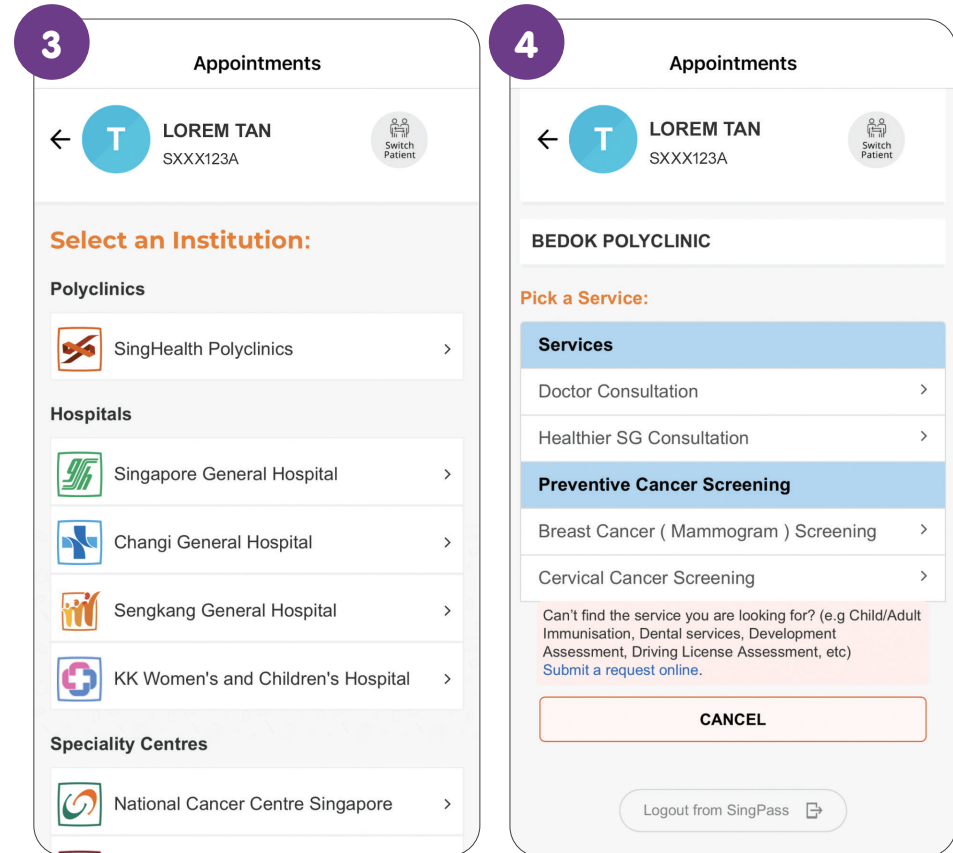 3
Appointments
T
LOREM TAN
SXXX123A
Switch
Patient
Select an Institution:
Polyclinics
SingHealth Polyclinics
Hospitals
Singapore General Hospital
Changi General Hospital
Sengkang General Hospital
KK Women's and Children's Hospital
Speciality Centres
National Cancer Centre Singapore
4
Appointments
T
LOREM TAN
SXXX123A
Switch
Patient
BEDOK POLYCLINIC
Pick a Service:
Services
Doctor Consultation
Healthier SG Consultation
Preventive Cancer Screening
Breast Cancer ( Mammogram ) Screening
Cervical Cancer Screening
Can't find the service you are looking for? (e.g Child/Adult
Immunisation, Dental services, Development
Assessment, Driving License Assessment, etc)
Submit a request online.
CANCEL
Logout from SingPass